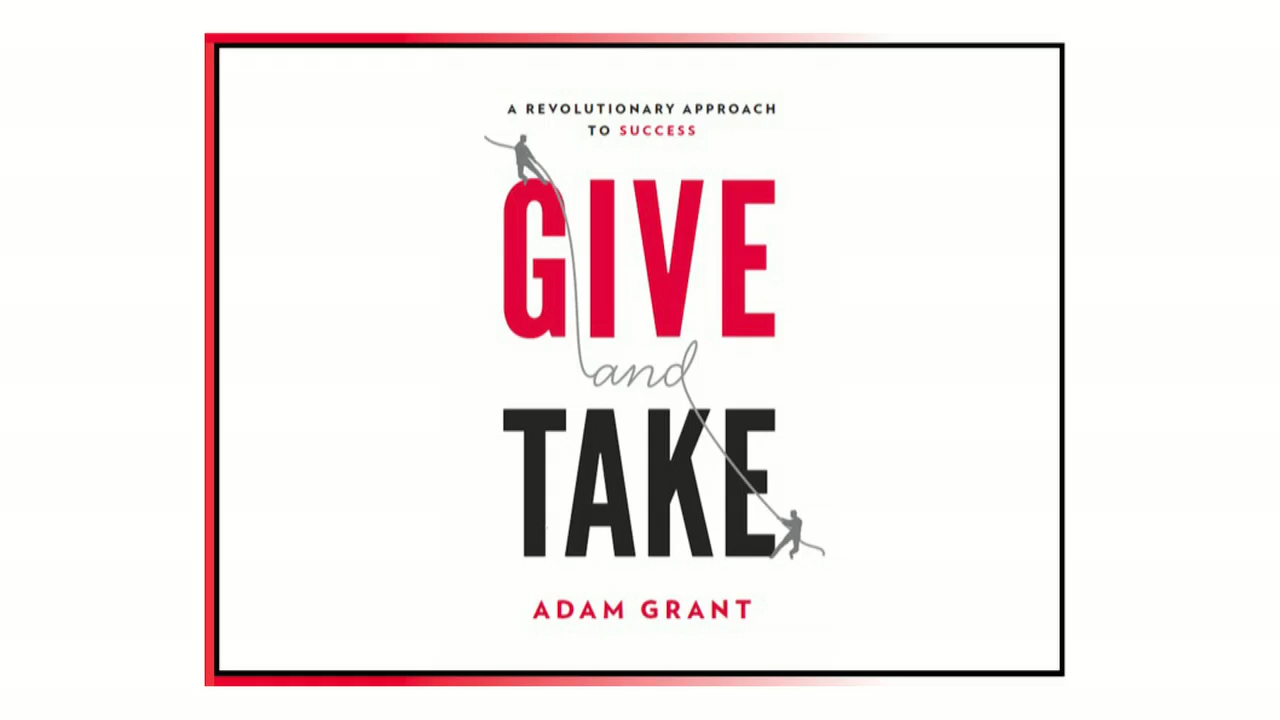 A REVOLUTIONARY APPROACH
TO SUCCESS
GIVE
and
TAKE
ADAM GRANT